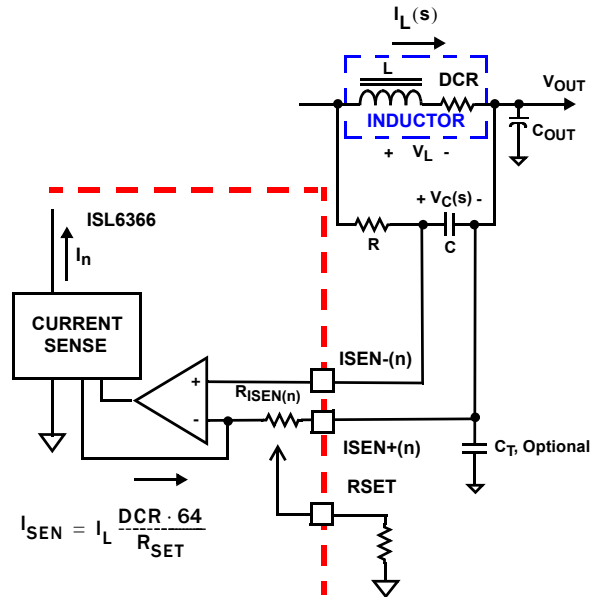 I_L(s)
L
DCR
V_OUT
INDUCTOR
C_OUT
+ V_L -
+ V_C(s) -
R
C
ISL6366
I_n
CURRENT
SENSE
ISEN-(n)
+
R_ISEN(n)
-
ISEN+(n)
C_T, Optional
RSET
I_SEN = I_L DCR · 64 / R_SET